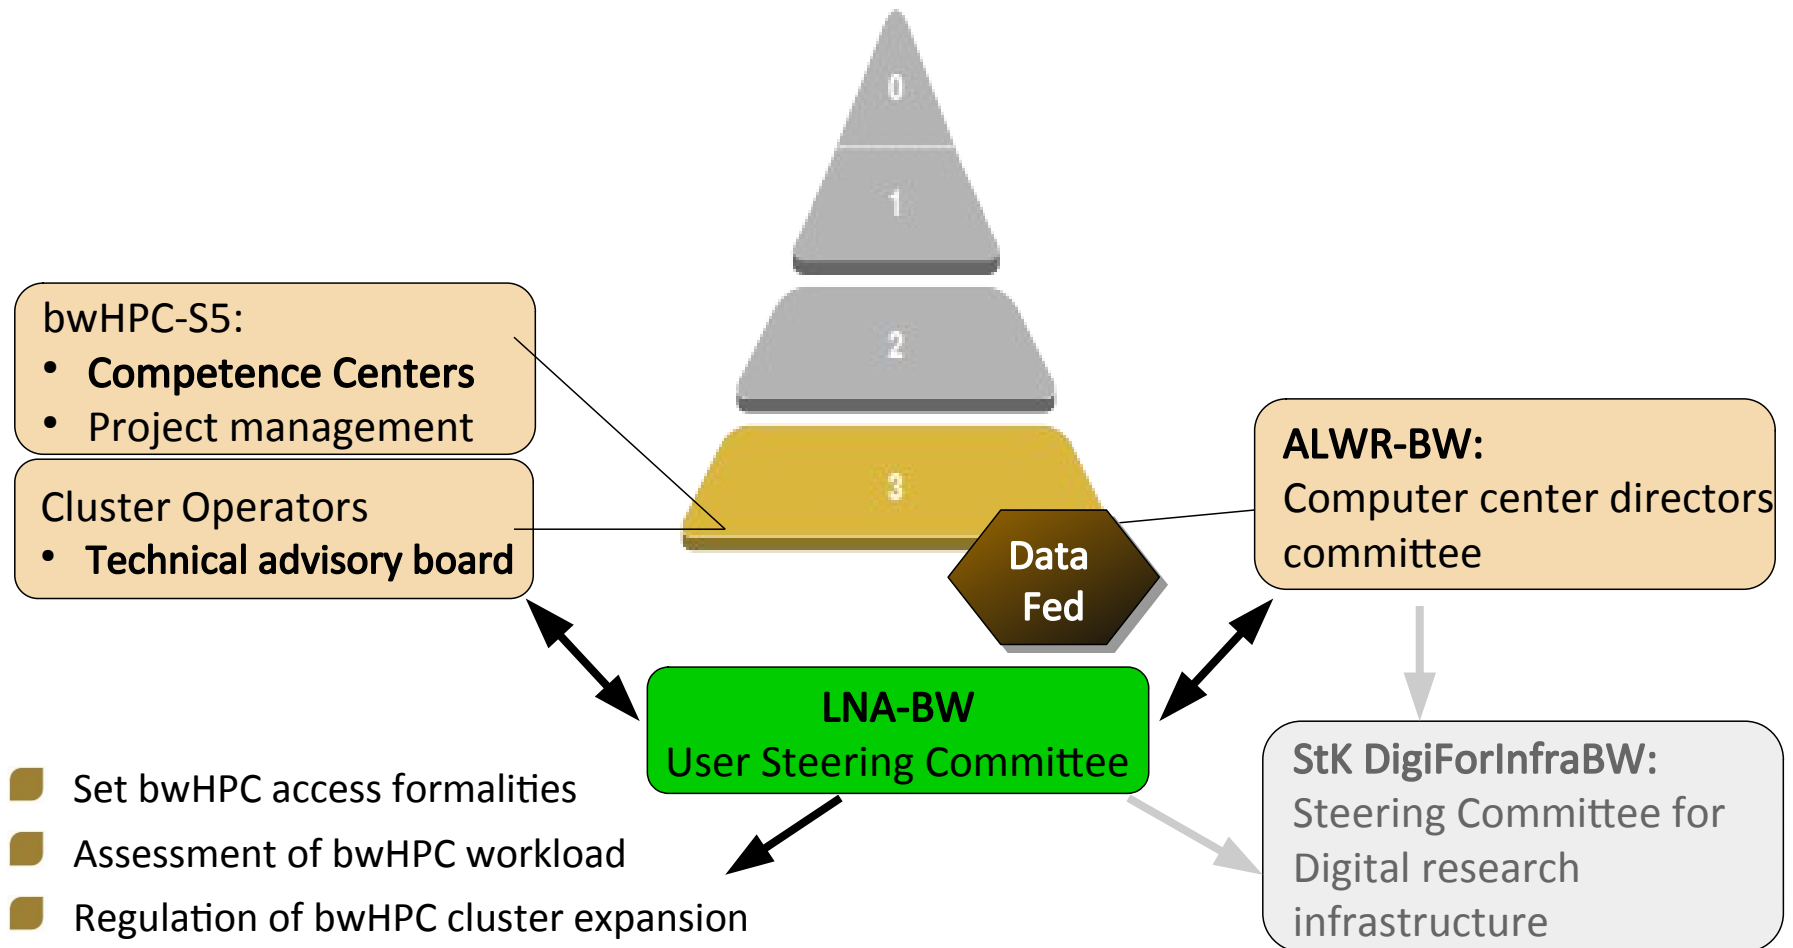 0
1
2
3
bwHPC-S5:
• Competence Centers
• Project management
Cluster Operators
• Technical advisory board
Data
Fed
ALWR-BW:
Computer center directors
committee
LNA-BW
User Steering Committee
StK DigiForInfraBW:
Steering Committee for
Digital research
infrastructure
Set bwHPC access formalities
Assessment of bwHPC workload
Regulation of bwHPC cluster expansion